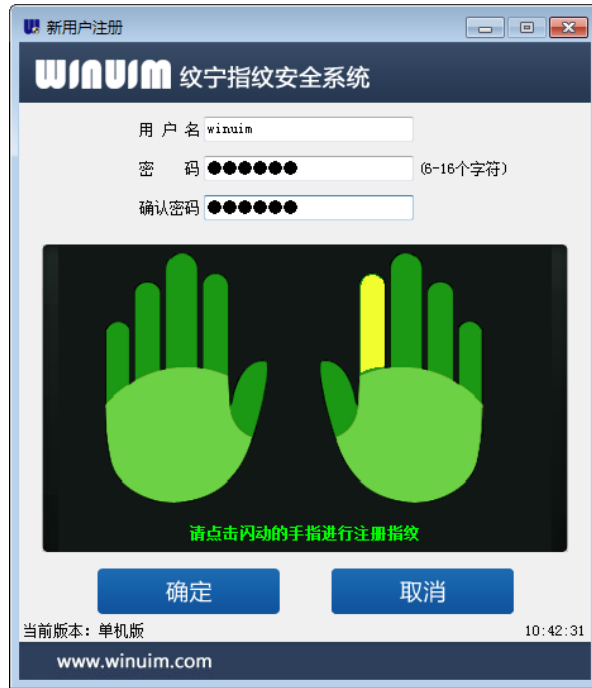 新用户注册
WINUIM 纹宁指纹安全系统
用 户 名 winuim
密 码 ●●●●●● (6-16个字符)
确认密码 ●●●●●●
请点击闪动的手指进行注册指纹
确定 取消
当前版本：单机版 10:42:31
www.winuim.com